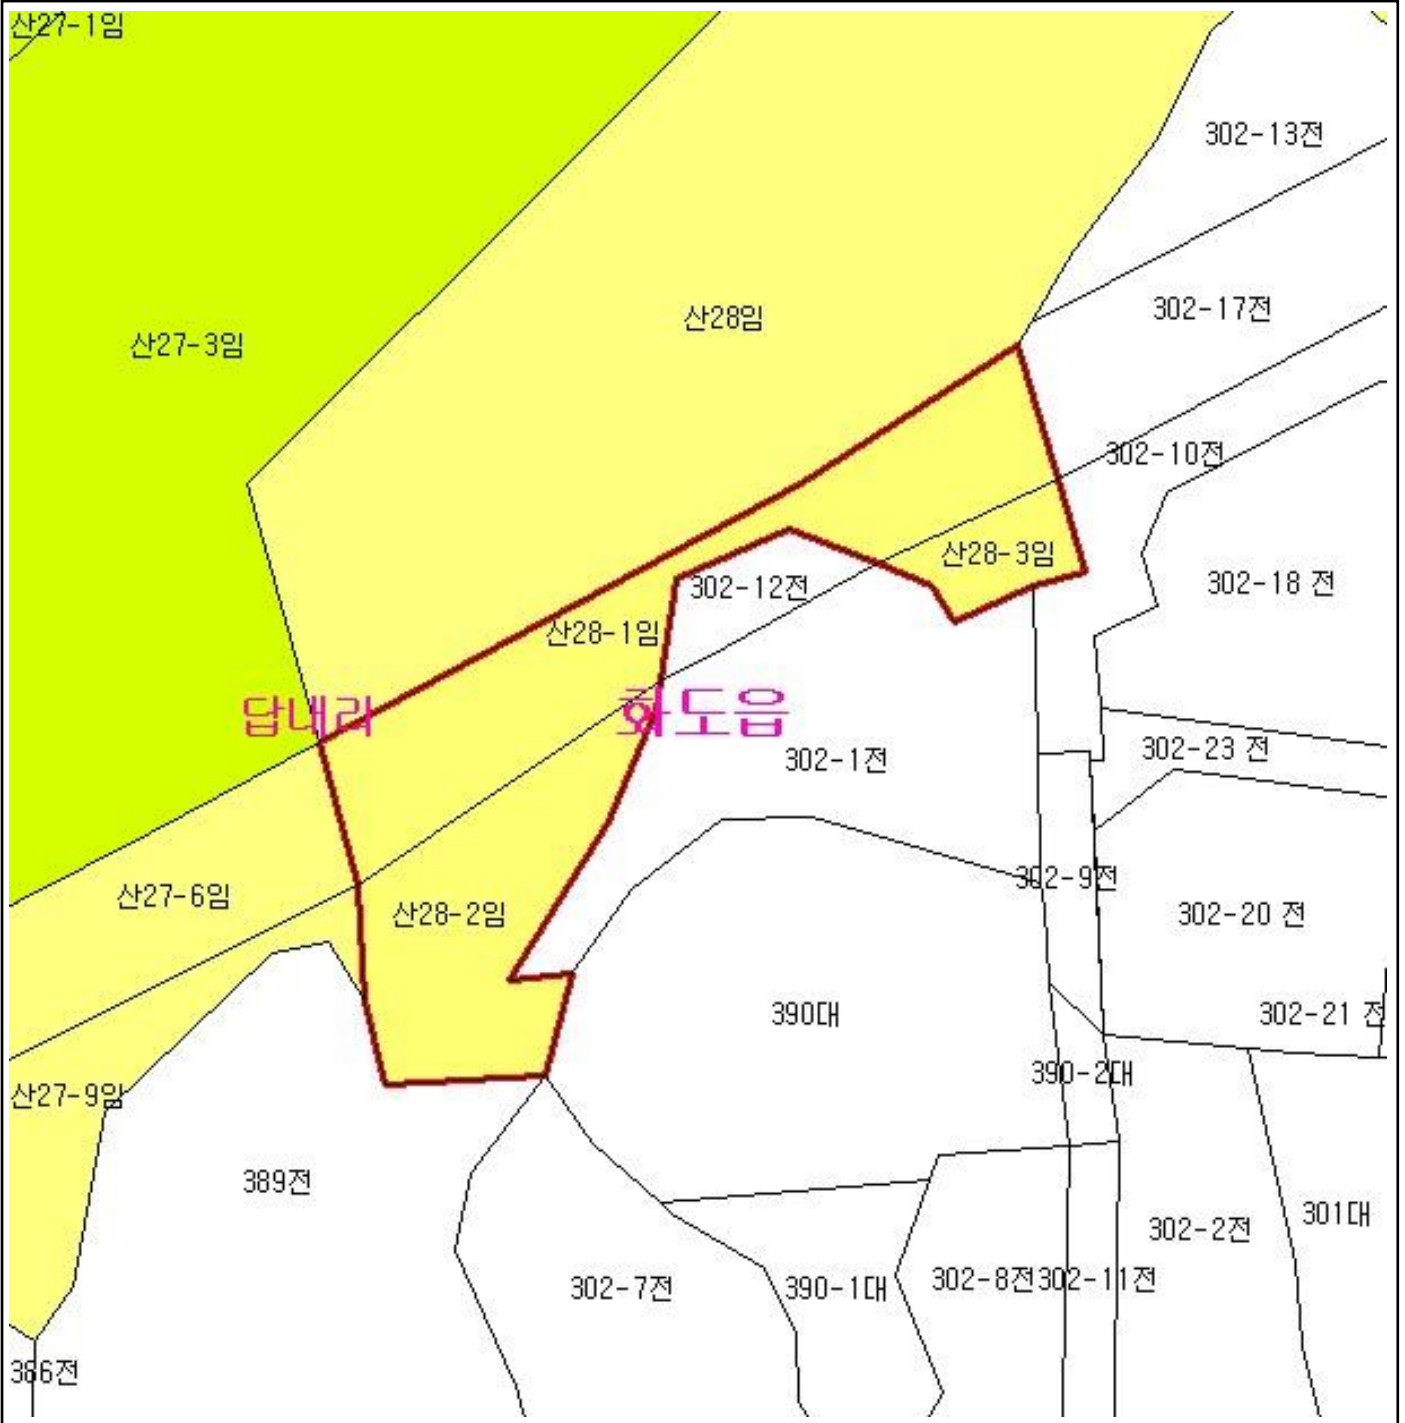 산27-1임
302-13전
302-17전
산28임
산27-3임
302-10전
산28-3임
302-18 전
302-12전
산28-1임
답내리
화도읍
302-23 전
302-1전
302-9전
산27-6임
산28-2임
302-20 전
390대
302-21 전
390-2대
산27-9임
389전
302-2전
301대
302-7전
390-1대
302-8전
302-11전
386전